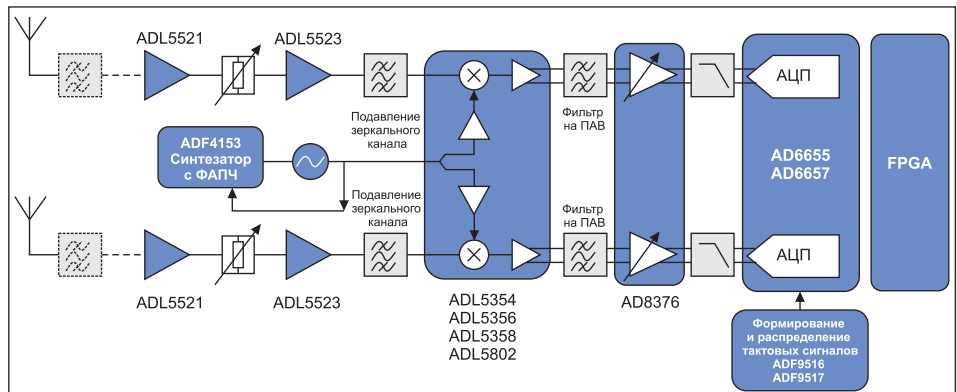 ADL5521
ADL5523
Подавление
зеркального
канала
Фильтр
на ПАВ
АЦП
ADF4153
Синтезатор
с ФАПЧ
AD6655
AD6657
FPGA
Подавление
зеркального
канала
Фильтр
на ПАВ
АЦП
ADL5521
ADL5523
ADL5354
ADL5356
ADL5358
ADL5802
AD8376
Формирование
и распределение
тактовых сигналов
ADF9516
ADF9517